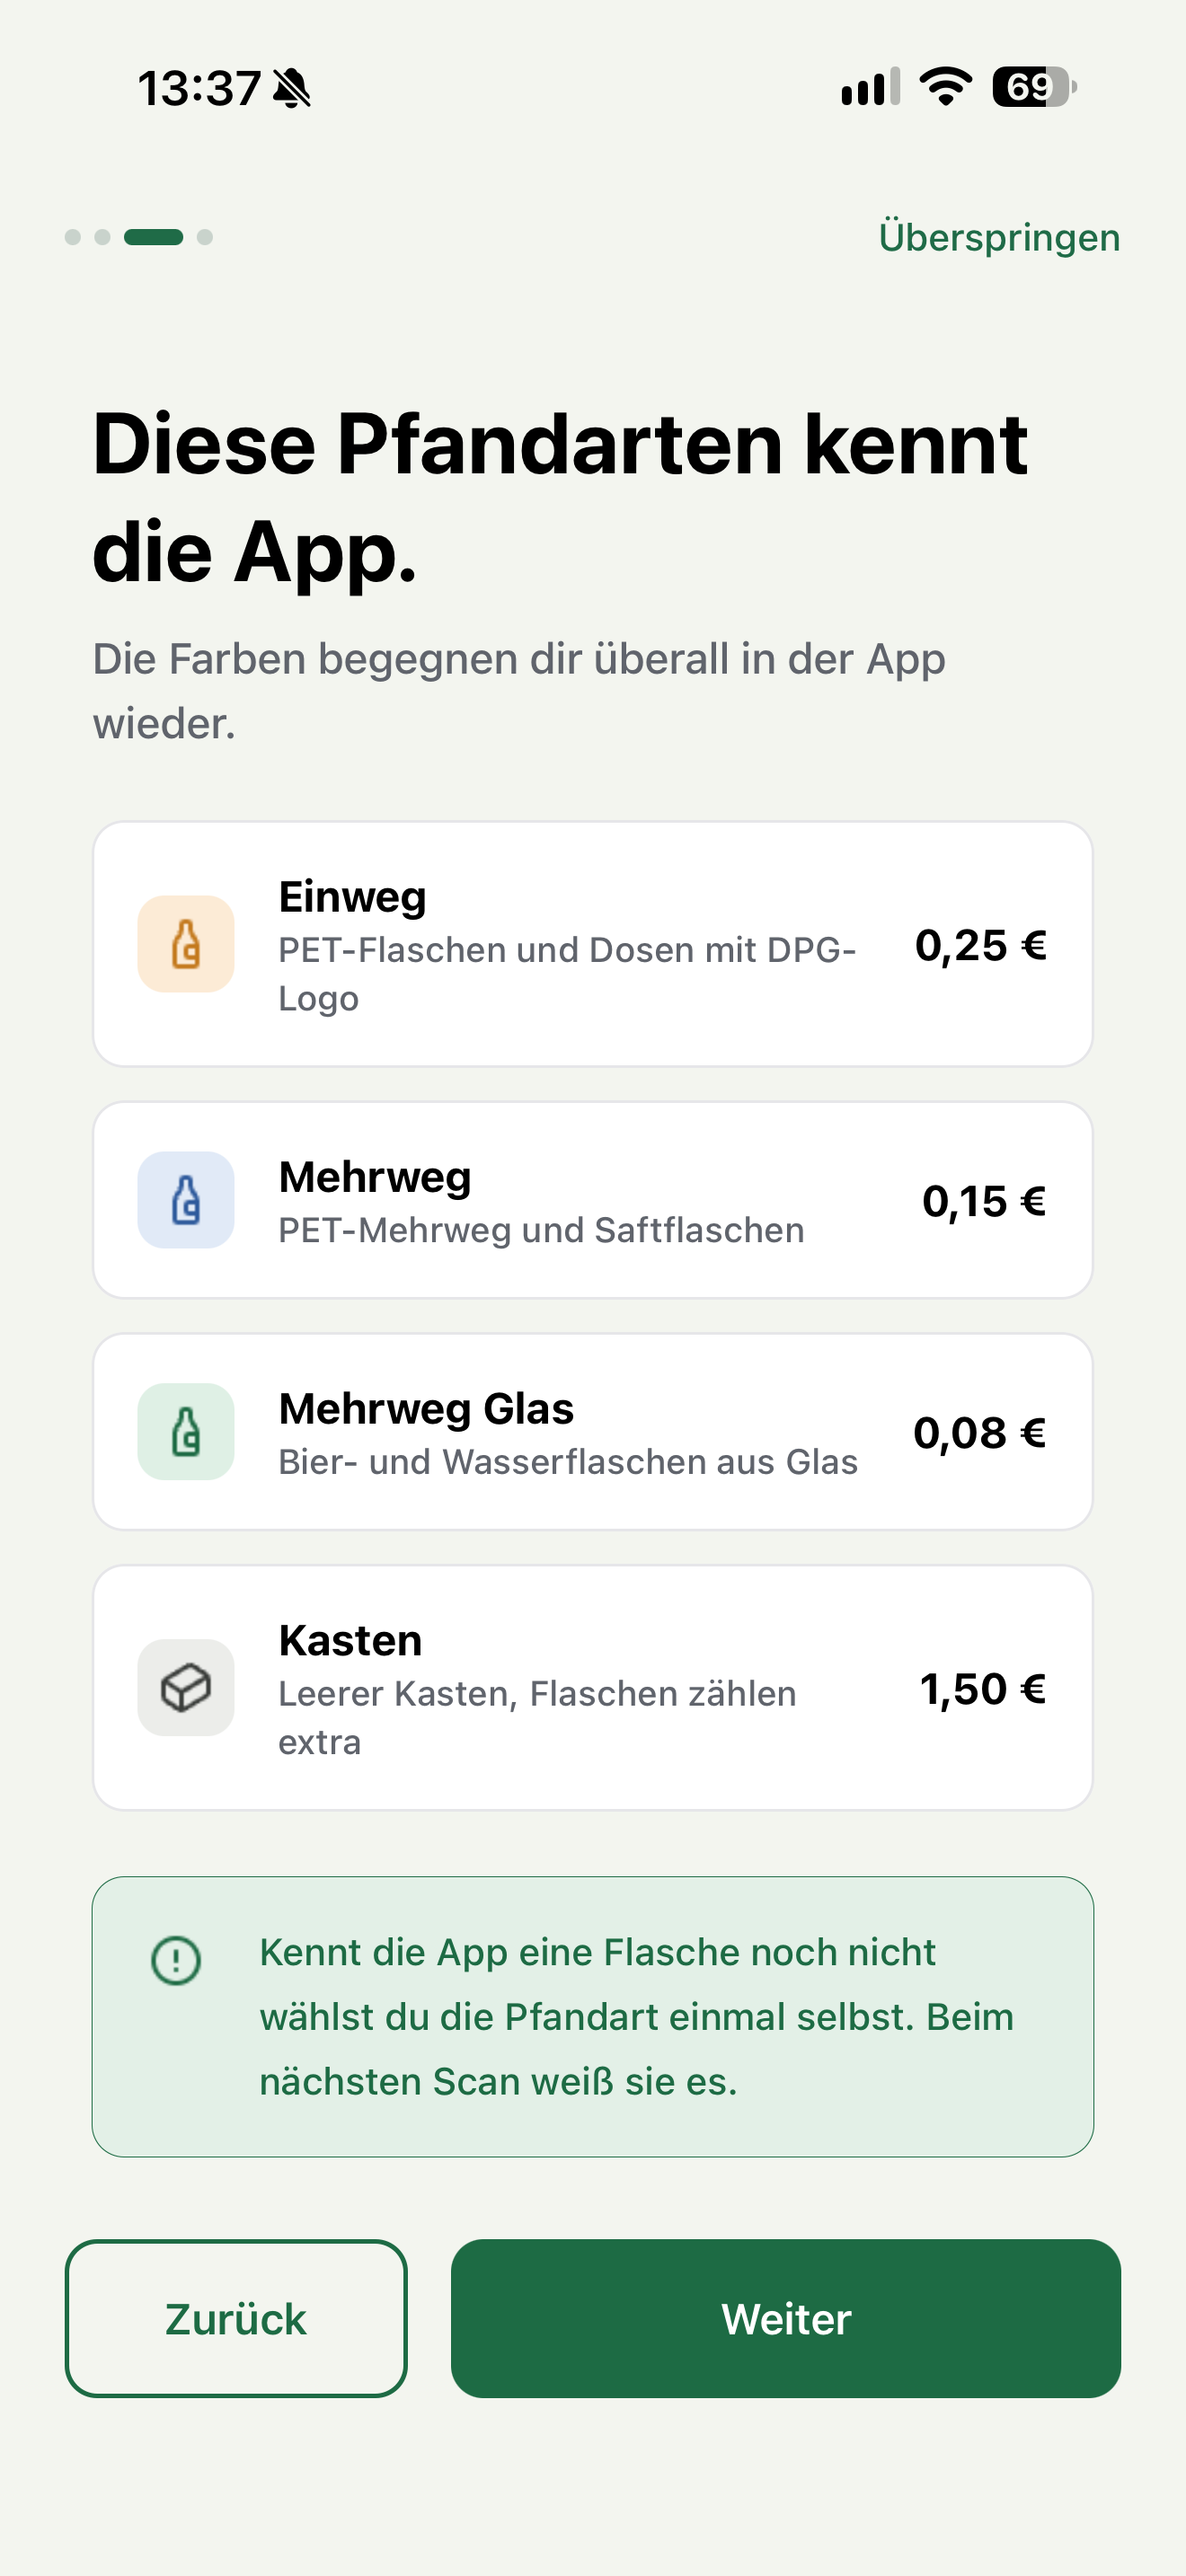 13:37
69
Überspringen
Diese Pfandarten kennt
die App.
Die Farben begegnen dir überall in der App
wieder.
Einweg
PET-Flaschen und Dosen mit DPG-
Logo
0,25 €
Mehrweg
PET-Mehrweg und Saftflaschen
0,15 €
Mehrweg Glas
Bier- und Wasserflaschen aus Glas
0,08 €
Kasten
Leerer Kasten, Flaschen zählen
extra
1,50 €
Kennt die App eine Flasche noch nicht
wählst du die Pfandart einmal selbst. Beim
nächsten Scan weiß sie es.
Zurück
Weiter